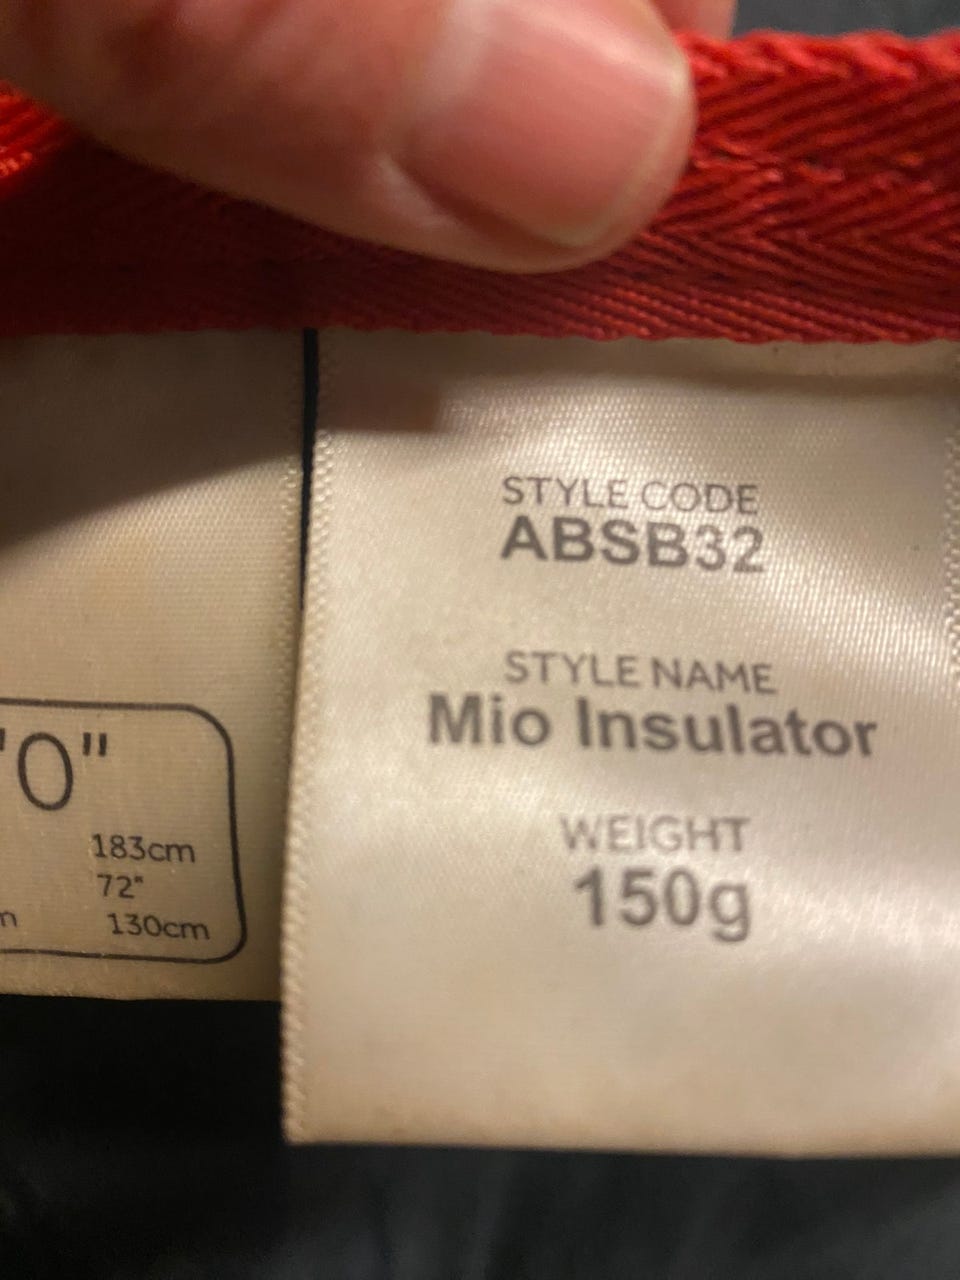 '0"
183cm
72"
130cm
STYLE CODE
ABSB32
STYLE NAME
Mio Insulator
WEIGHT
150g